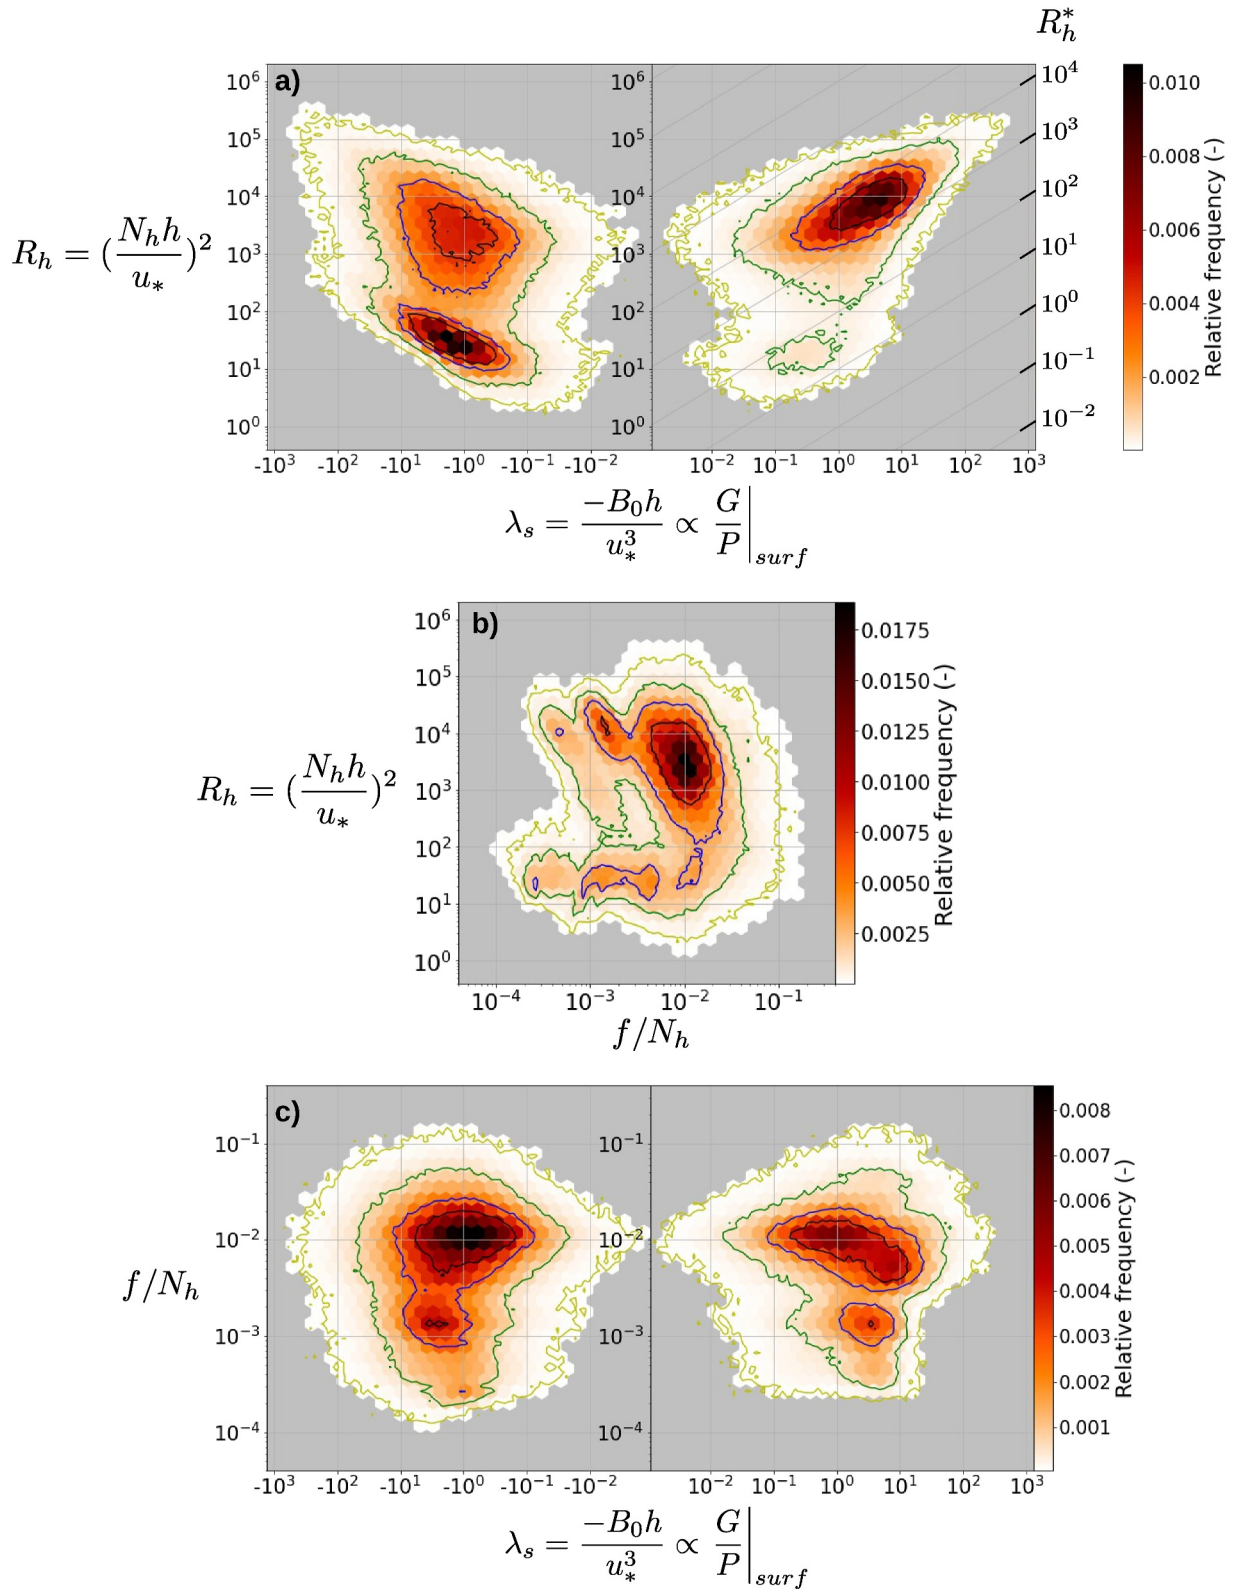 R_h^*
a)
10^6 10^6 10^4
10^5 10^5 10^3
10^4 10^4 10^2
10^3 10^3 10^1
10^2 10^2 10^0
10^1 10^1 10^{-1}
10^0 10^0 10^{-2}
R_h = (\frac{N_h h}{u_*})^2
0.010
0.008
0.006
0.004
0.002
Relative frequency (-)
-10^3 -10^2 -10^1 -10^0 -10^{-1} -10^{-2} 10^{-2} 10^{-1} 10^0 10^1 10^2 10^3
λ_s = \frac{-B_0 h}{u_*^3} ∝ \frac{G}{P}|_{surf}
b)
10^6
10^5
10^4
10^3
10^2
10^1
10^0
R_h = (\frac{N_h h}{u_*})^2
0.0175
0.0150
0.0125
0.0100
0.0075
0.0050
0.0025
Relative frequency (-)
10^{-4} 10^{-3} 10^{-2} 10^{-1}
f/N_h
c)
10^{-1} 10^{-1}
10^{-2} 10^{-2}
10^{-3} 10^{-3}
10^{-4} 10^{-4}
f/N_h
0.008
0.007
0.006
0.005
0.004
0.003
0.002
0.001
Relative frequency (-)
-10^3 -10^2 -10^1 -10^0 -10^{-1} -10^{-2} 10^{-2} 10^{-1} 10^0 10^1 10^2 10^3
λ_s = \frac{-B_0 h}{u_*^3} ∝ \frac{G}{P}|_{surf}